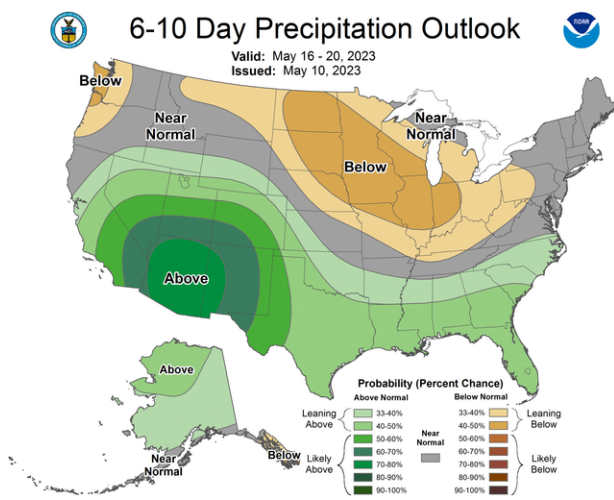 6-10 Day Precipitation Outlook
NOAA
Valid: May 16 - 20, 2023
Issued: May 10, 2023
Below
Near
Normal
Near
Normal
Below
Above
Above
Near
Normal
Below
Probability (Percent Chance)
Above Normal
Below Normal
Leaning
Above
33-40%
40-50%
Likely
Above
50-60%
60-70%
70-80%
80-90%
90-100%
Near
Normal
33-40%
40-50%
Leaning
Below
50-60%
60-70%
70-80%
80-90%
90-100%
Likely
Below